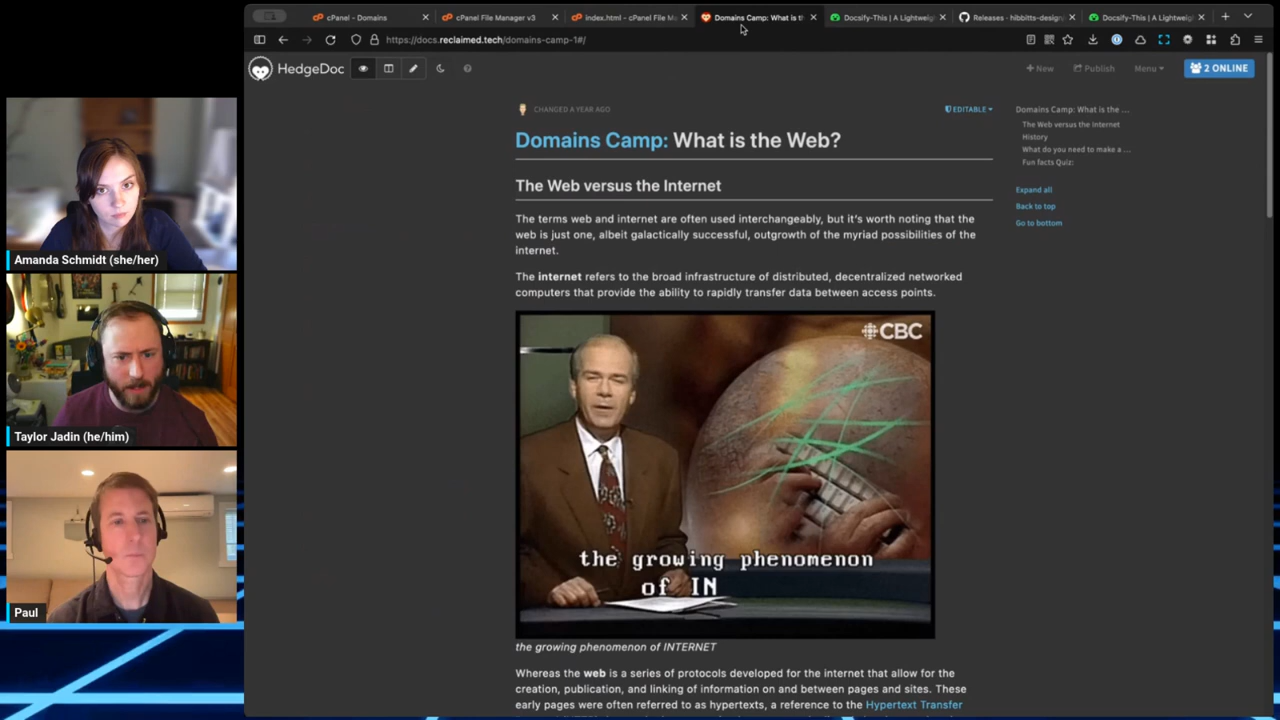 cPanel - Domains
cPanel File Manager v3
index.html - cPanel File M
Domains Camp: What is th
Docsify-This | A Lightweigh
Releases - hibbitts-design
Docsify-This | A Lightweigh
https://docs.reclaimed.tech/domains-camp-1#/
HedgeDoc
New
Publish
Menu
2 ONLINE
CHANGED A YEAR AGO
EDITABLE
Domains Camp: What is the Web?
The Web versus the Internet
The terms web and internet are often used interchangeably, but it's worth noting that the
web is just one, albeit galactically successful, outgrowth of the myriad possibilities of the
internet.
The internet refers to the broad infrastructure of distributed, decentralized networked
computers that provide the ability to rapidly transfer data between access points.
CBC
the growing phenomenon
of IN
the growing phenomenon of INTERNET
Whereas the web is a series of protocols developed for the internet that allow for the
creation, publication, and linking of information on and between pages and sites. These
early pages were often referred to as hypertexts, a reference to the Hypertext Transfer
Domains Camp: What is the ...
The Web versus the Internet
History
What do you need to make a ...
Fun facts Quiz:
Expand all
Back to top
Go to bottom
Amanda Schmidt (she/her)
Taylor Jadin (he/him)
Paul